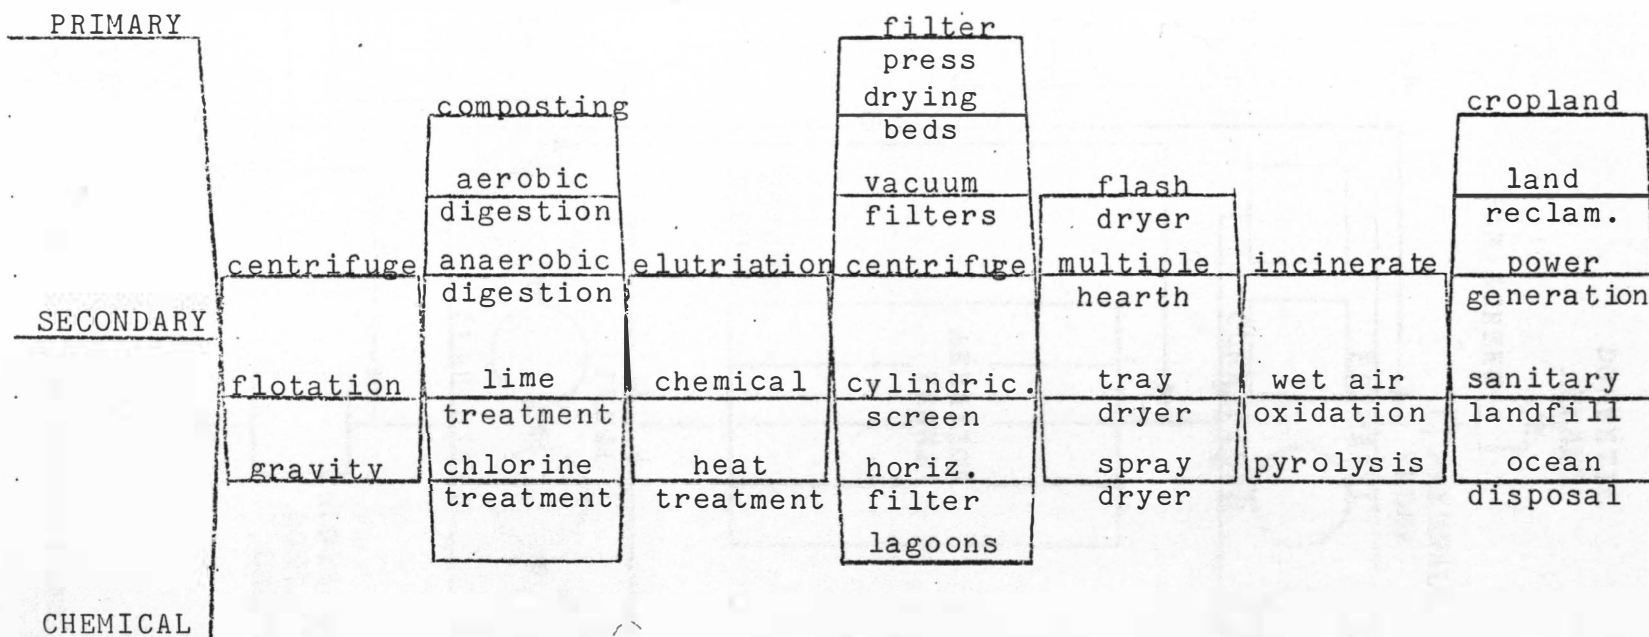 PRIMARY
SECONDARY
CHEMICAL
centrifuge
flotation
gravity
composting
aerobic
digestion
anaerobic
digestion
lime
treatment
chlorine
treatment
elutriation
chemical
heat
treatment
filter
press
drying
beds
vacuum
filters
centrifuge
cylindric.
screen
horiz.
filter
lagoons
flash
dryer
multiple
hearth
tray
dryer
spray
dryer
incinerate
wet air
oxidation
pyrolysis
cropland
land
reclam.
power
generation
sanitary
landfill
ocean
disposal